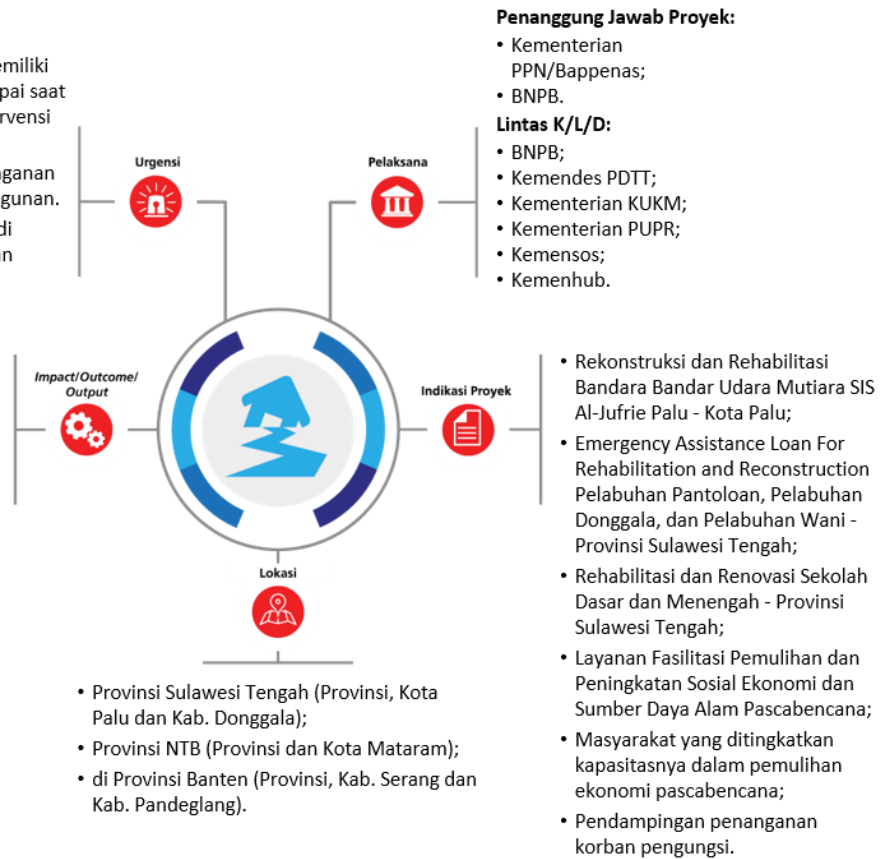 emiliki
pai saat
rvensi
nganan
gunan.
di
an
Urgensi
Pelaksana
Penanggung Jawab Proyek:
• Kementerian
PPN/Bappenas;
• BNPB.
Lintas K/L/D:
• BNPB;
• Kemendes PDTT;
• Kementerian KUKM;
• Kementerian PUPR;
• Kemensos;
• Kemenhub.
Impact/Outcome/
Output
Indikasi Proyek
• Rekonstruksi dan Rehabilitasi
Bandara Bandar Udara Mutiara SIS
Al-Jufrie Palu - Kota Palu;
• Emergency Assistance Loan For
Rehabilitation and Reconstruction
Pelabuhan Pantoloan, Pelabuhan
Donggala, dan Pelabuhan Wani -
Provinsi Sulawesi Tengah;
• Rehabilitasi dan Renovasi Sekolah
Dasar dan Menengah - Provinsi
Sulawesi Tengah;
• Layanan Fasilitasi Pemulihan dan
Peningkatan Sosial Ekonomi dan
Sumber Daya Alam Pascabencana;
• Masyarakat yang ditingkatkan
kapasitasnya dalam pemulihan
ekonomi pascabencana;
• Pendampingan penanganan
korban pengungsi.
Lokasi
• Provinsi Sulawesi Tengah (Provinsi, Kota
Palu dan Kab. Donggala);
• Provinsi NTB (Provinsi dan Kota Mataram);
• di Provinsi Banten (Provinsi, Kab. Serang dan
Kab. Pandeglang).